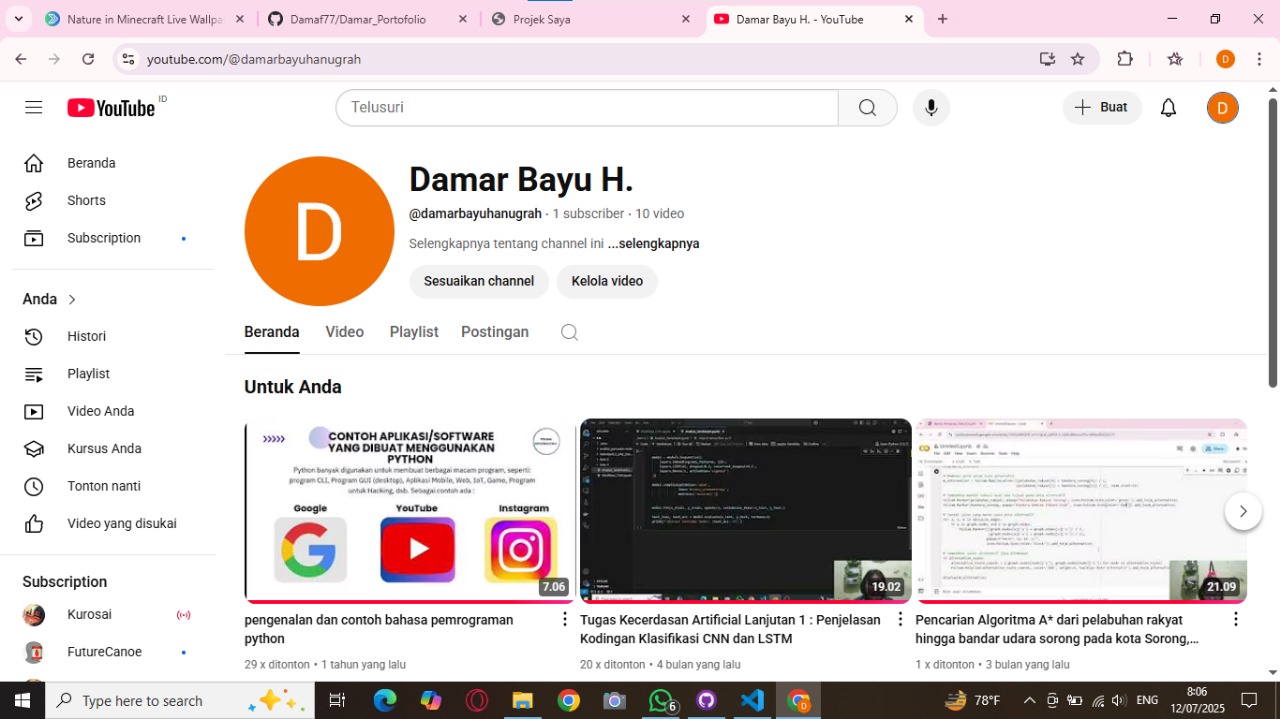 Nature in Minecraft Live Wallpa
Damaf77/Damar_Portofolio
Projek Saya
Damar Bayu H. - YouTube
youtube.com/@damarbayuhanugrah
D
YouTube ID
Telusuri
Buat
D
Beranda
Shorts
Subscription
Anda
Histori
Playlist
Video Anda
Kursus Anda
Tonton nanti
Video yang disukai
Subscription
Kurosai
FutureCanoe
D
Damar Bayu H.
@damarbayuhanugrah · 1 subscriber · 10 video
Selengkapnya tentang channel ini ...selengkapnya
Sesuaikan channel
Kelola video
Beranda
Video
Playlist
Postingan
Untuk Anda
CONTOH APLIKASI/SOFTWARE
YANG DIBUAT MENGGUNAKAN
PYTHON
Python banyak digunakan untuk membuat berbagai macam program, seperti:
program CLI, Program GUI (desktop), Aplikasi Mobile, Web, IoT, Game, Program
untuk Hacking, dsb. Sebagai contoh ada :
Google
YouTube
Instagram
7.06
pengenalan dan contoh bahasa pemrograman
python
29 x ditonton • 1 tahun yang lalu
19.02
Tugas Kecerdasan Artificial Lanjutan 1 : Penjelasan
Kodingan Klasifikasi CNN dan LSTM
20 x ditonton • 4 bulan yang lalu
21.09
Pencarian Algoritma A* dari pelabuhan rakyat
hingga bandar udara sorong pada kota Sorong,...
1 x ditonton • 3 bulan yang lalu
Type here to search
6
D
78°F
ENG
8:06
12/07/2025